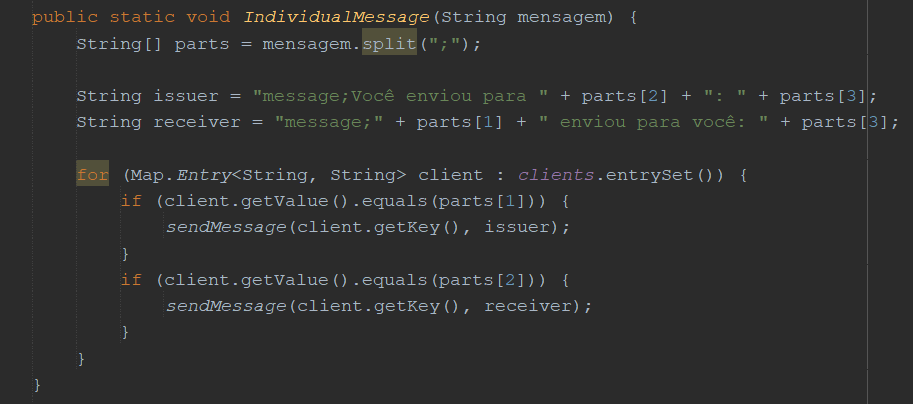 public static void IndividualMessage(String mensagem) {
String[] parts = mensagem.split(";");
String issuer = "message;Você enviou para " + parts[2] + ": " + parts[3];
String receiver = "message;" + parts[1] + " enviou para você: " + parts[3];
for (Map.Entry<String, String> client : clients.entrySet()) {
if (client.getValue().equals(parts[1])) {
sendMessage(client.getKey(), issuer);
}
if (client.getValue().equals(parts[2])) {
sendMessage(client.getKey(), receiver);
}
}
}